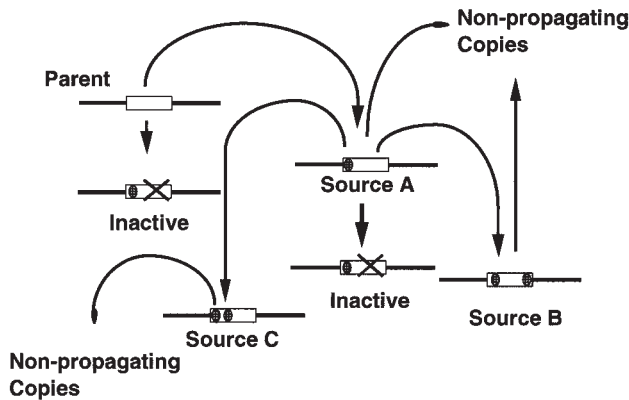 Non-propagating
Copies
Parent
Source A
Inactive
Inactive
Source B
Source C
Non-propagating
Copies